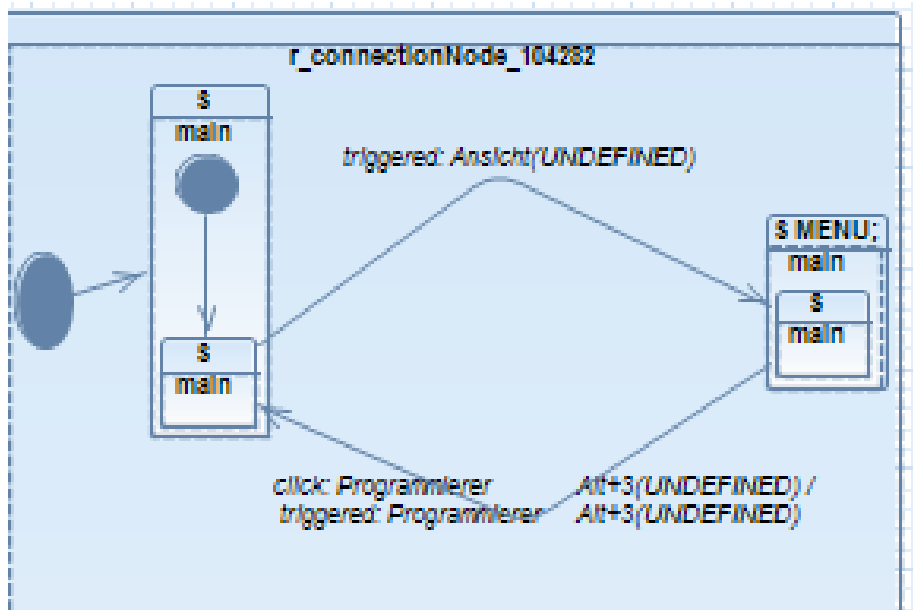 r_connectionNode_104282
S
main
triggered: Ansicht(UNDEFINED)
S MENU;
main
S
main
S
main
click: Programmierer Alt+3(UNDEFINED) /
triggered: Programmierer Alt+3(UNDEFINED)